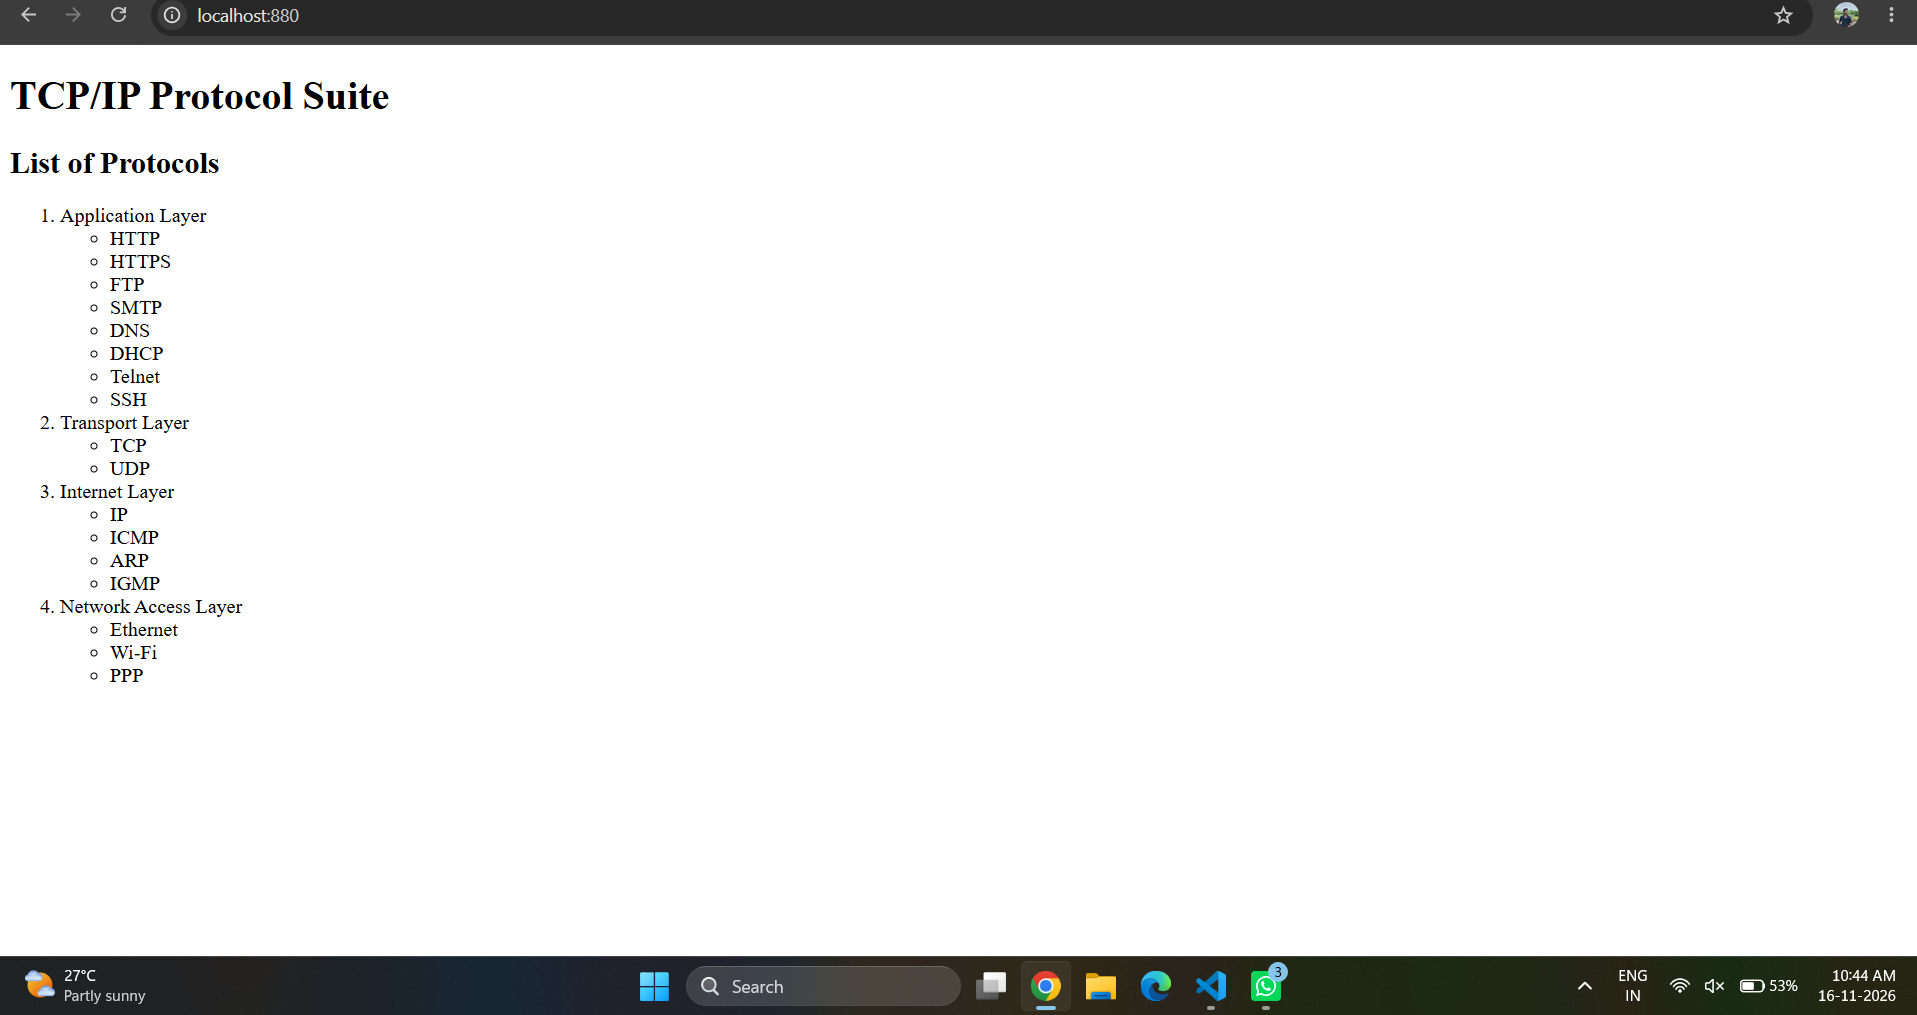 localhost:880
TCP/IP Protocol Suite
List of Protocols
1. Application Layer
HTTP
HTTPS
FTP
SMTP
DNS
DHCP
Telnet
SSH
2. Transport Layer
TCP
UDP
3. Internet Layer
IP
ICMP
ARP
IGMP
4. Network Access Layer
Ethernet
Wi-Fi
PPP
27°C
Partly sunny
Search
3
ENG
IN
53%
10:44 AM
16-11-2026